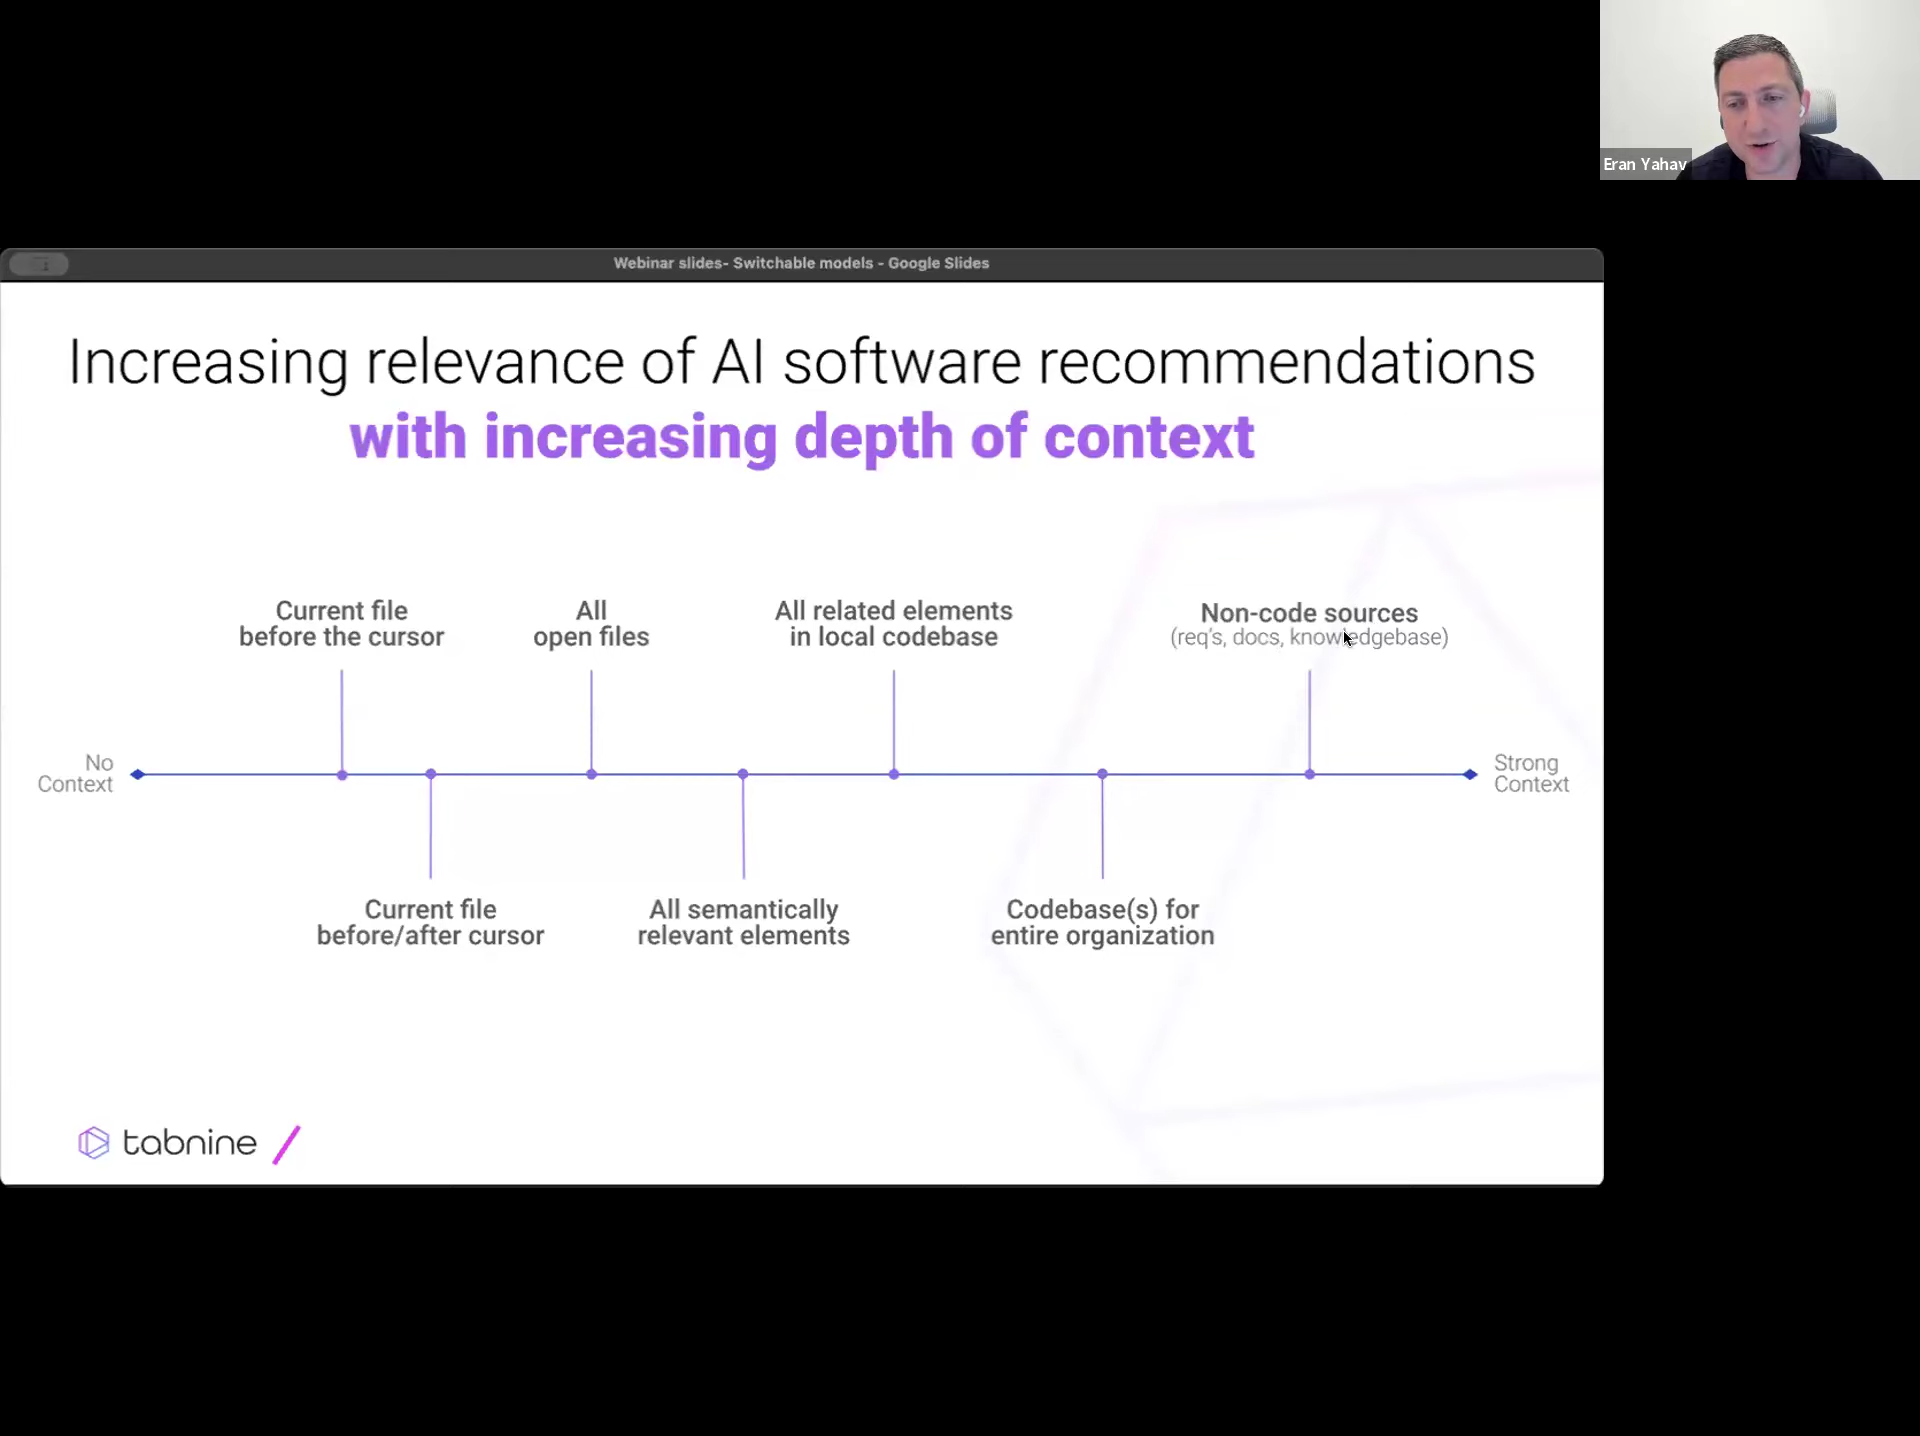 Eran Yahav
Webinar slides- Switchable models - Google Slides
Increasing relevance of AI software recommendations
with increasing depth of context
Current file
before the cursor
All
open files
All related elements
in local codebase
Non-code sources
(req's, docs, knowledgebase)
No
Context
Strong
Context
Current file
before/after cursor
All semantically
relevant elements
Codebase(s) for
entire organization
tabnine